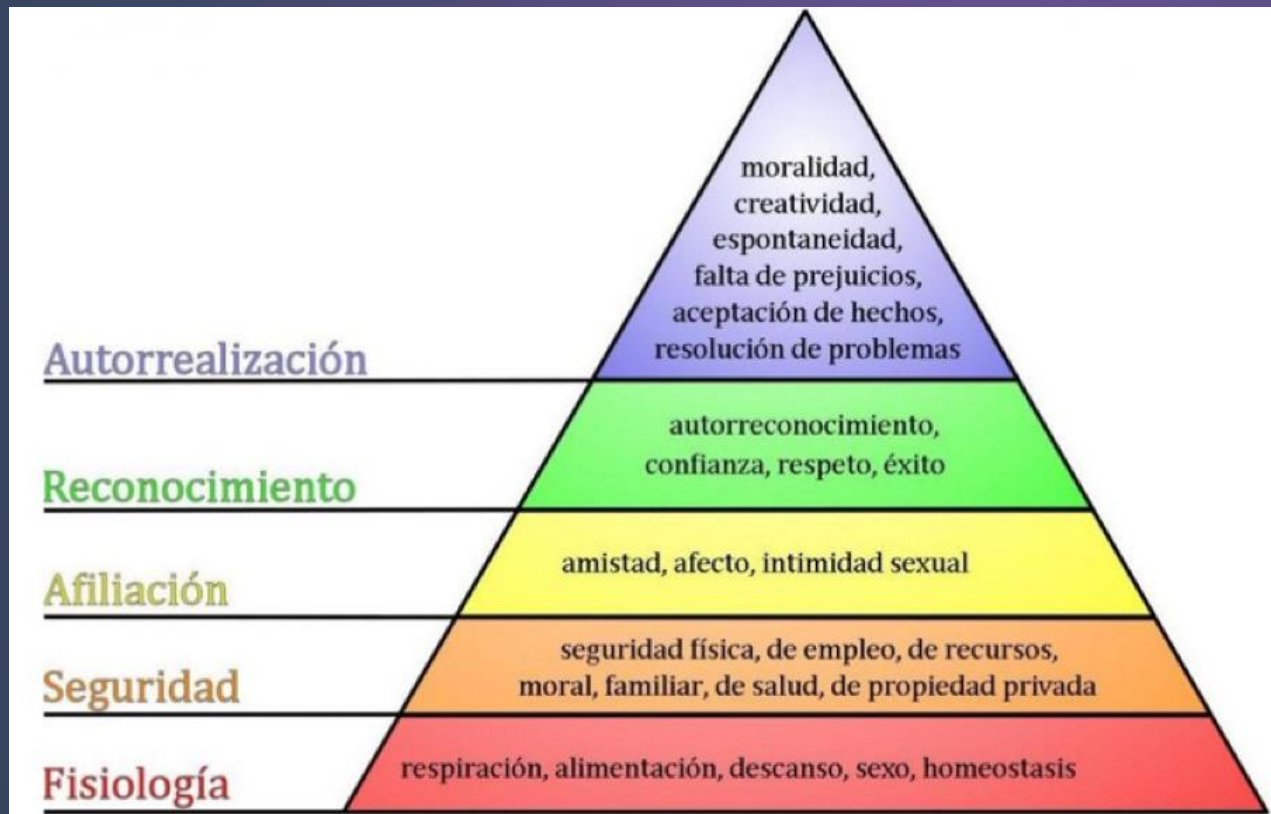 moralidad,
creatividad,
espontaneidad,
falta de prejuicios,
aceptación de hechos,
resolución de problemas
Autorrealización
autorreconocimiento,
confianza, respeto, éxito
Reconocimiento
amistad, afecto, intimidad sexual
Afiliación
seguridad física, de empleo, de recursos,
moral, familiar, de salud, de propiedad privada
Seguridad
respiración, alimentación, descanso, sexo, homeostasis
Fisiología